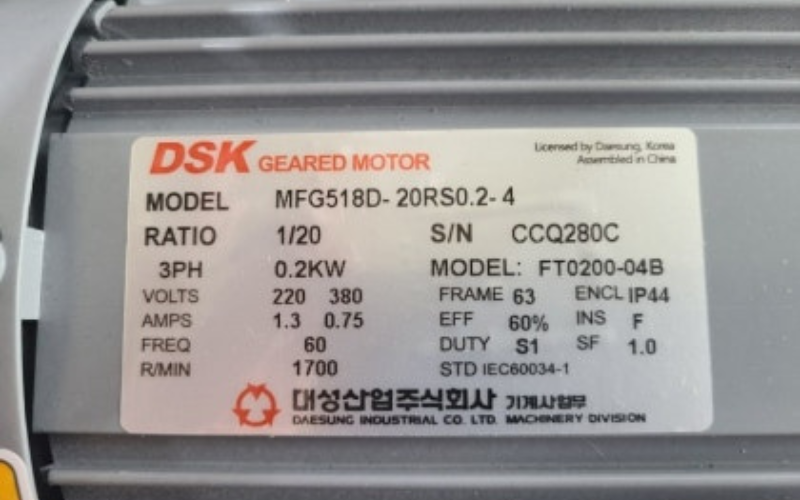 DSK GEARED MOTOR
Licensed by Daesung, Korea
Assembled in China
MODEL MFG518D- 20RS0.2- 4
RATIO 1/20 S/N CCQ280C
3PH 0.2KW MODEL: FT0200-04B
VOLTS 220 380 FRAME 63 ENCL IP44
AMPS 1.3 0.75 EFF 60% INS F
FREQ 60 DUTY S1 SF 1.0
R/MIN 1700 STD IEC60034-1
대성산업주식회사 기계사업부
DAESUNG INDUSTRIAL CO. LTD. MACHINERY DIVISION